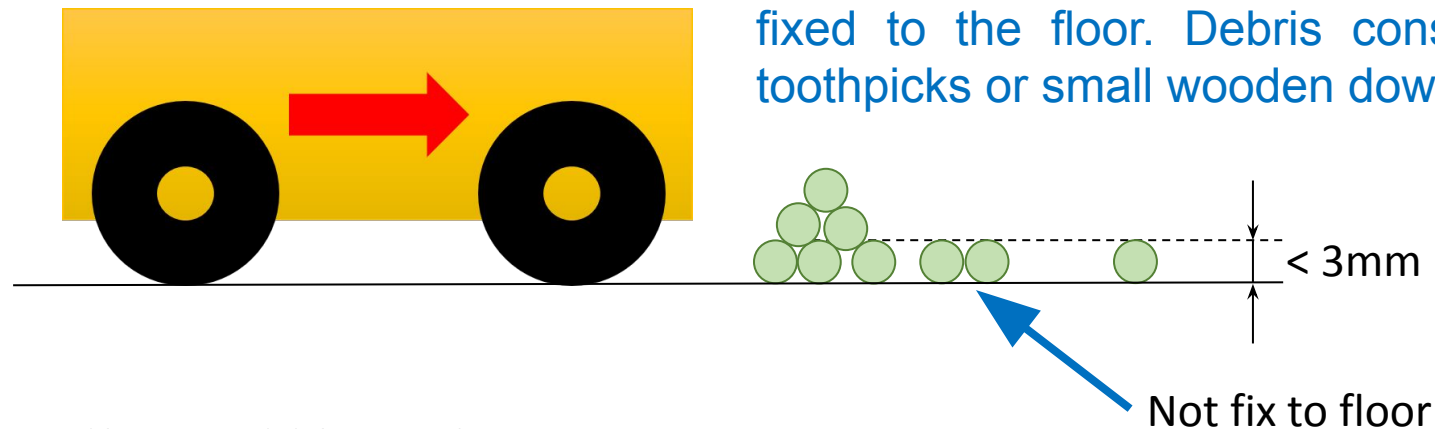 fixed to the floor. Debris
toothpicks or small wooden
< 3mm
Not fix to floor